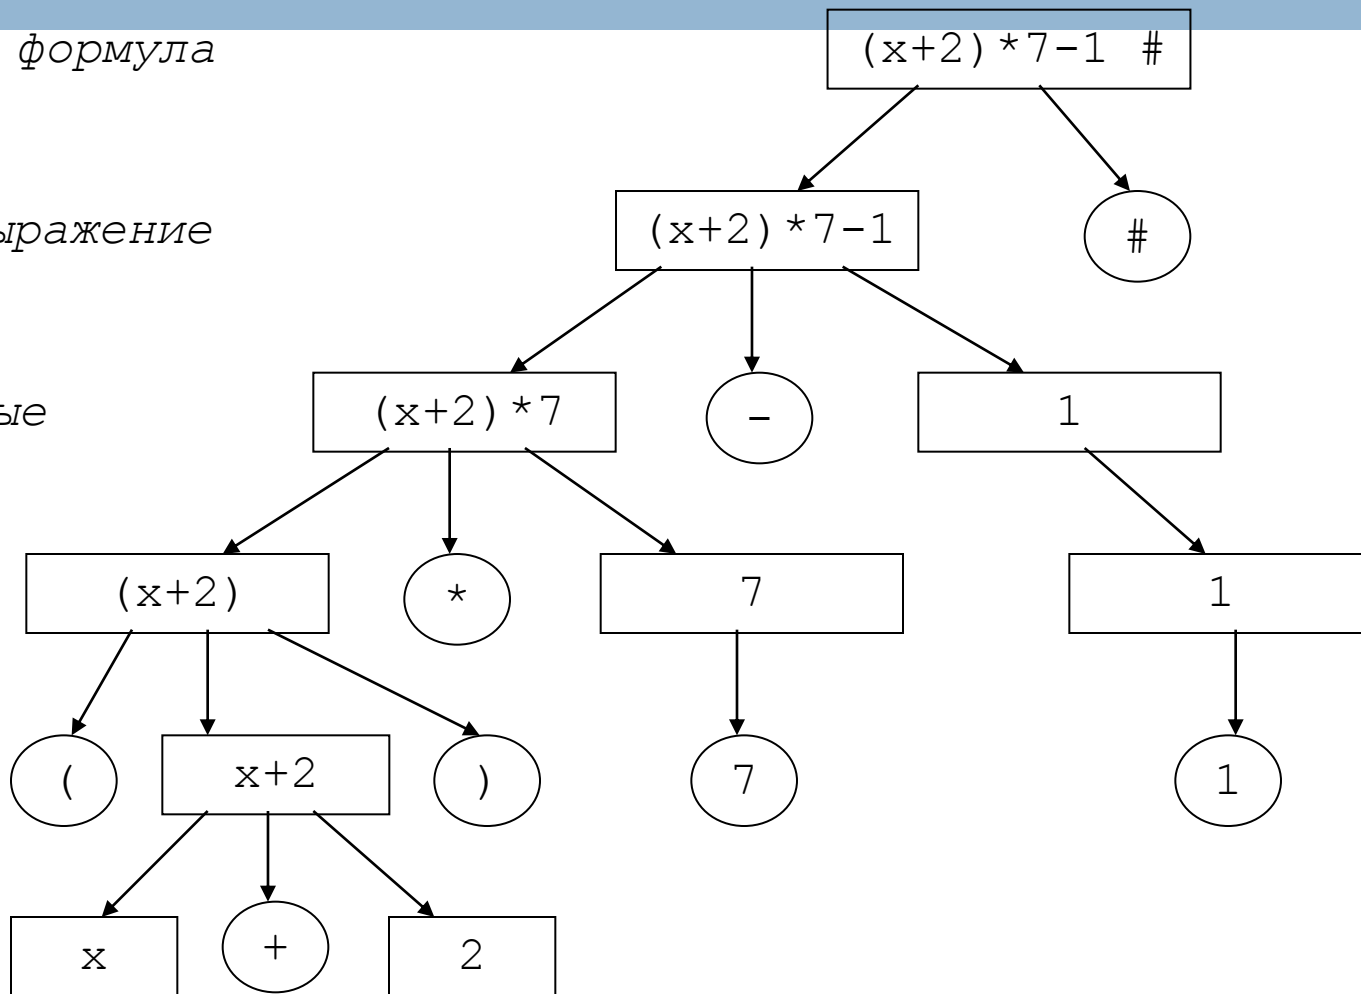 формула
(x+2)*7-1 #
ыражение
(x+2)*7-1
#
ые
(x+2)*7
-
1
(x+2)
*
7
1
(
x+2
)
7
1
x
+
2